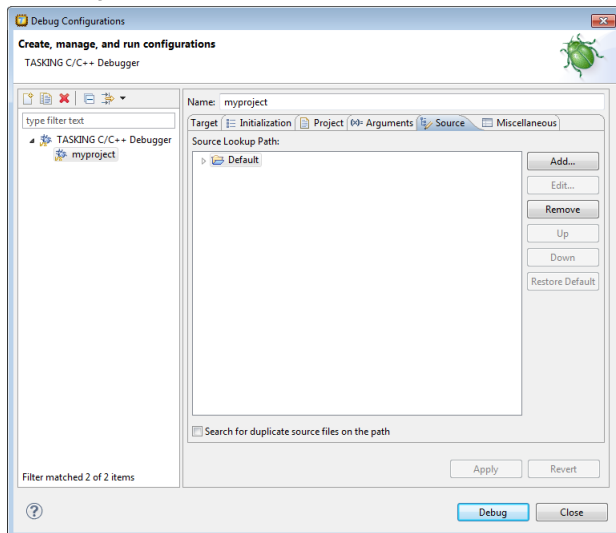 Debug Configurations
Create, manage, and run configurations
TASKING C/C++ Debugger
type filter text
TASKING C/C++ Debugger
myproject
Filter matched 2 of 2 items
Name: myproject
Target Initialization Project (x)= Arguments Source Miscellaneous
Source Lookup Path:
Default
Add...
Edit...
Remove
Up
Down
Restore Default
Search for duplicate source files on the path
Apply Revert
? Debug Close